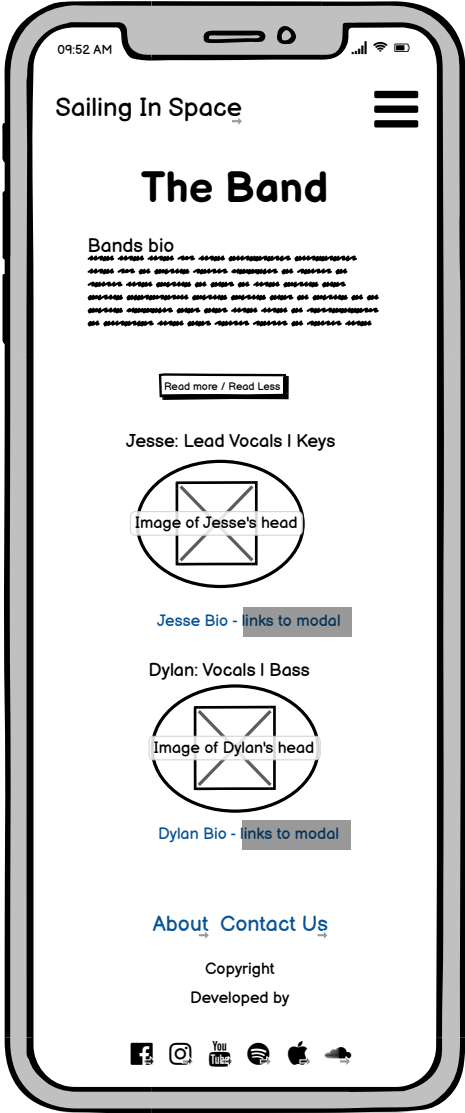 09:52 AM
Sailing In Space
The Band
Bands bio
Read more / Read Less
Jesse: Lead Vocals | Keys
Image of Jesse's head
Jesse Bio - links to modal
Dylan: Vocals | Bass
Image of Dylan's head
Dylan Bio - links to modal
About Contact Us
Copyright
Developed by
You
Tube